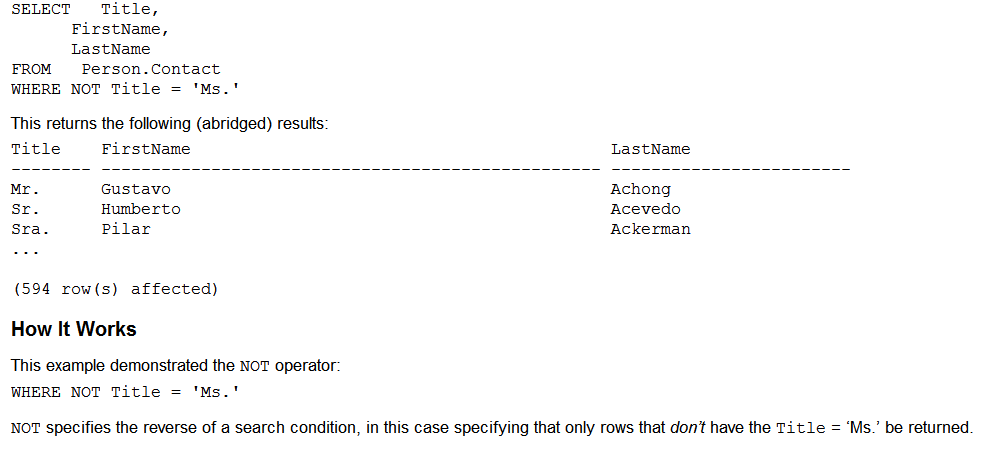 SELECT   Title,
      FirstName,
      LastName
FROM   Person.Contact
WHERE NOT Title = 'Ms.'
This returns the following (abridged) results:
Title    FirstName                                          LastName
-------- -------------------------------------------------- ------------------------
Mr.      Gustavo                                            Achong
Sr.      Humberto                                           Acevedo
Sra.     Pilar                                              Ackerman
...
(594 row(s) affected)
How It Works
This example demonstrated the NOT operator:
WHERE NOT Title = 'Ms.'
NOT specifies the reverse of a search condition, in this case specifying that only rows that don’t have the Title = ‘Ms.’ be returned.